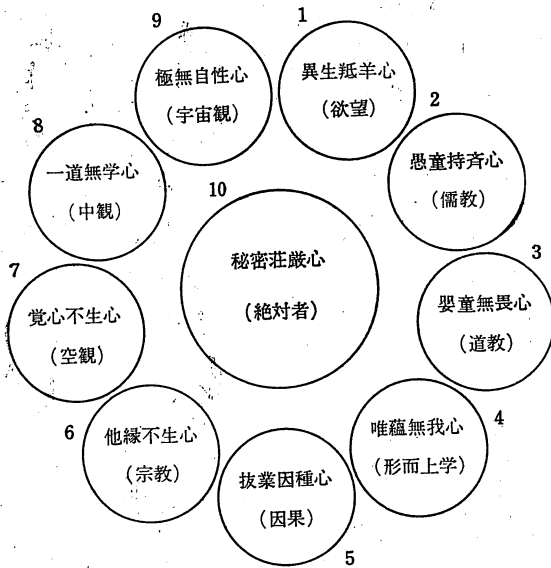 1
異生羝羊心
(欲望)
2
愚童持斉心
(儒教)
3
嬰童無畏心
(道教)
4
唯蘊無我心
(形而上学)
5
抜業因種心
(因果)
6
他縁不生心
(宗教)
7
覚心不生心
(空観)
8
一道無学心
(中観)
9
極無自性心
(宇宙観)
10
秘密荘厳心
(絶対者)